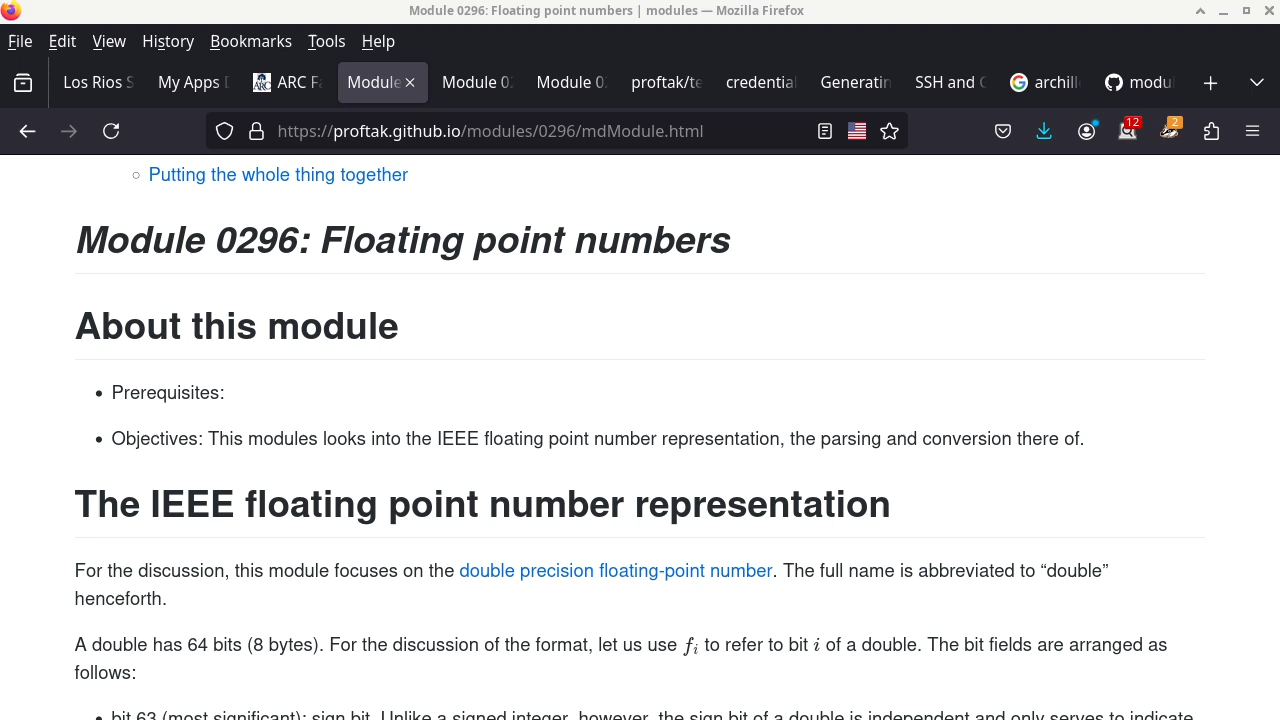 Module 0296: Floating point numbers | modules — Mozilla Firefox
File Edit View History Bookmarks Tools Help
Los Rios S My Apps D ARC Fa Module Module 0 Module 0 proftak/te credential Generatin SSH and archill modul
https://proftak.github.io/modules/0296/mdModule.html
12 2
Putting the whole thing together
Module 0296: Floating point numbers
About this module
Prerequisites:
Objectives: This modules looks into the IEEE floating point number representation, the parsing and conversion there of.
The IEEE floating point number representation
For the discussion, this module focuses on the double precision floating-point number. The full name is abbreviated to “double”
henceforth.
A double has 64 bits (8 bytes). For the discussion of the format, let us use f_i to refer to bit i of a double. The bit fields are arranged as
follows:
bit 63 (most significant): sign bit. Unlike a signed integer, however, the sign bit of a double is independent and only serves to indicate